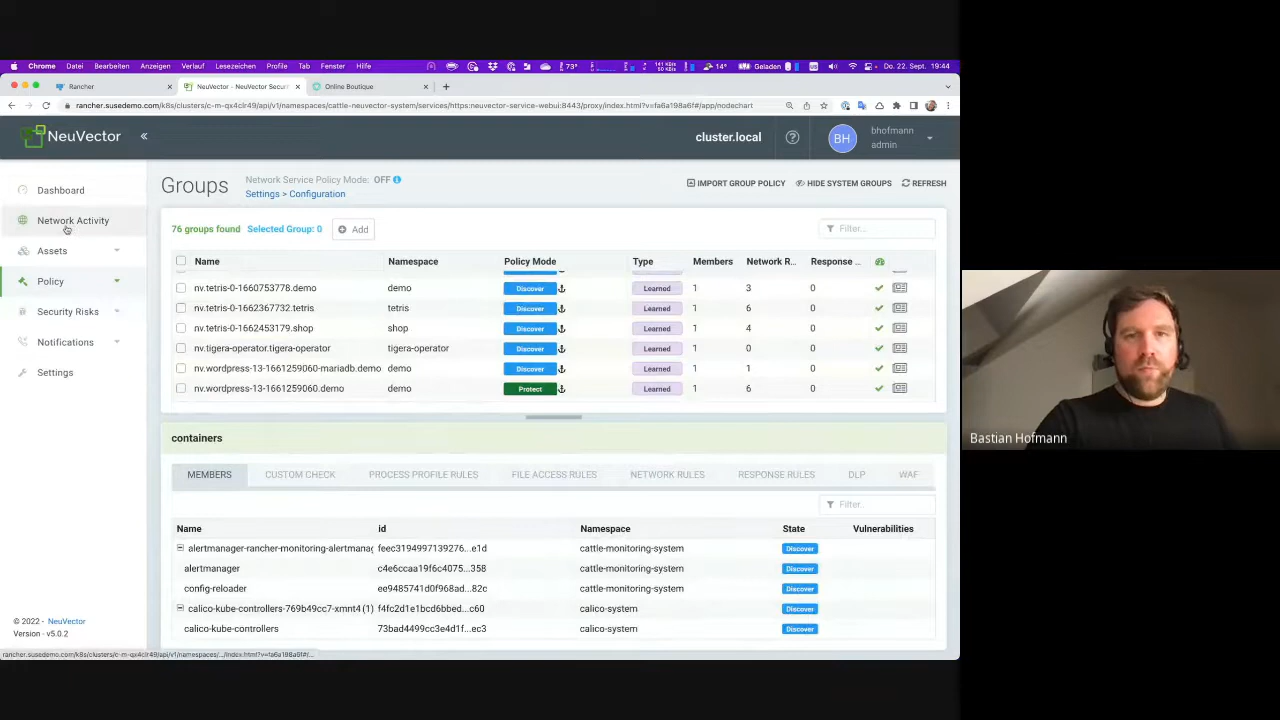 Chrome Datei Bearbeiten Anzeigen Verlauf Lesezeichen Profile Tab Fenster Hilfe 73° 14° Geladen Do. 22. Sept. 19:44
Rancher NeuVector - NeuVector Secur Online Boutique
rancher.susedemo.com/k8s/clusters/c-m-qx4clr49/api/v1/namespaces/cattle-neuvector-system/services/https:neuvector-service-webui:8443/proxy/index.html?v=fa6a198a6f#/app/nodechart
NeuVector cluster.local BH bhofmann
admin
Dashboard
Network Activity
Assets
Policy
Security Risks
Notifications
Settings
© 2022 - NeuVector
Version - v5.0.2
Groups Network Service Policy Mode: OFF
Settings > Configuration
IMPORT GROUP POLICY HIDE SYSTEM GROUPS REFRESH
76 groups found Selected Group: 0 Add Filter...
Name Namespace Policy Mode Type Members Network R... Response ...
nv.tetris-0-1660753778.demo demo Discover Learned 1 3 0
nv.tetris-0-1662367732.tetris tetris Discover Learned 1 6 0
nv.tetris-0-1662453179.shop shop Discover Learned 1 4 0
nv.tigera-operator.tigera-operator tigera-operator Discover Learned 1 0 0
nv.wordpress-13-1661259060-mariadb.demo demo Discover Learned 1 1 0
nv.wordpress-13-1661259060.demo demo Protect Learned 1 6 0
containers
MEMBERS CUSTOM CHECK PROCESS PROFILE RULES FILE ACCESS RULES NETWORK RULES RESPONSE RULES DLP WAF
Filter...
Name id Namespace State Vulnerabilities
alertmanager-rancher-monitoring-alertmanag feec3194997139276...e1d cattle-monitoring-system Discover
alertmanager c4e6ccaa19f6c4075...358 cattle-monitoring-system Discover
config-reloader ee9485741d0f968ad...82c cattle-monitoring-system Discover
calico-kube-controllers-769b49cc7-xmnt4 (1) f4fc2d1e1bcd6bbed...c60 calico-system Discover
calico-kube-controllers 73bad4499cc3e4d1f...ec3 calico-system Discover
Bastian Hofmann